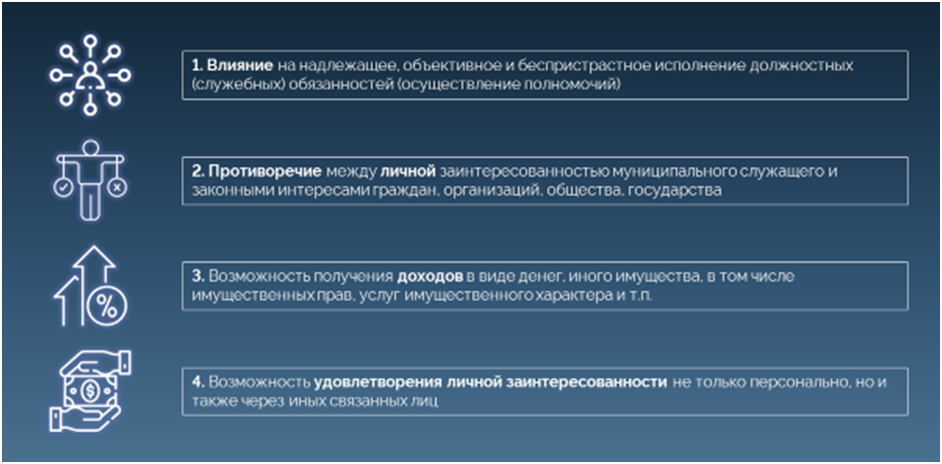 1. Влияние на надлежащее, объективное и беспристрастное исполнение должностных
(служебных) обязанностей (осуществление полномочий)
2. Противоречие между личной заинтересованностью муниципального служащего и
законными интересами граждан, организаций, общества, государства
3. Возможность получения доходов в виде денег, иного имущества, в том числе
имущественных прав, услуг имущественного характера и т.п.
4. Возможность удовлетворения личной заинтересованности не только персонально, но и
также через иных связанных лиц